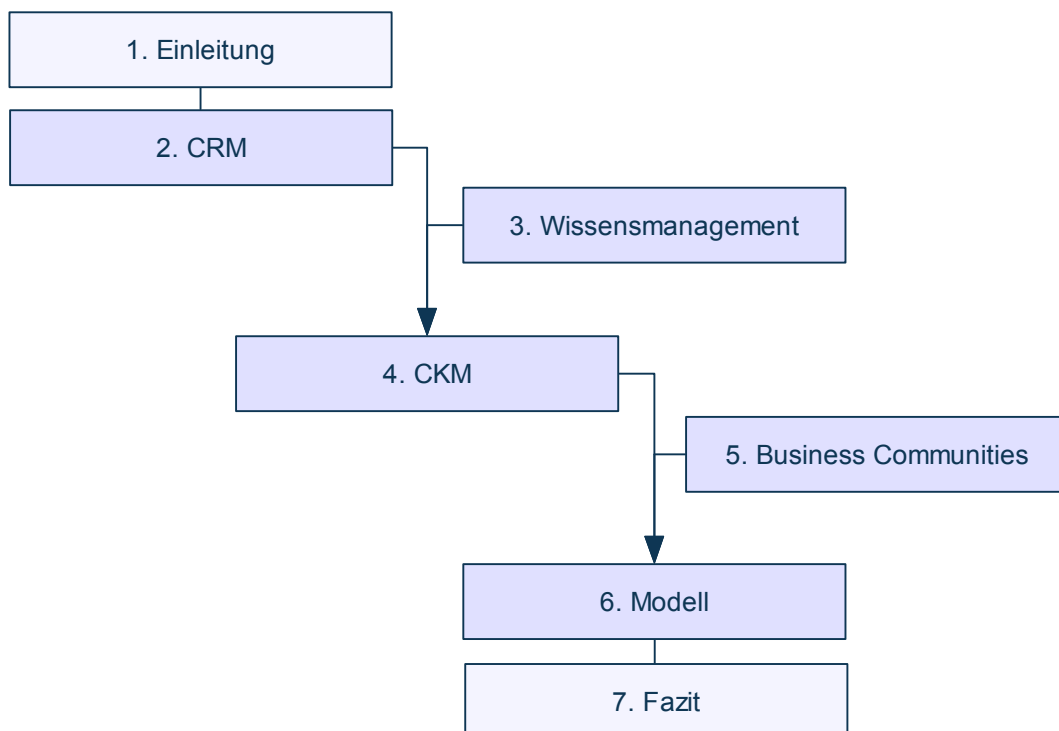 1. Einleitung
2. CRM
3. Wissensmanagement
4. CKM
5. Business Communities
6. Modell
7. Fazit